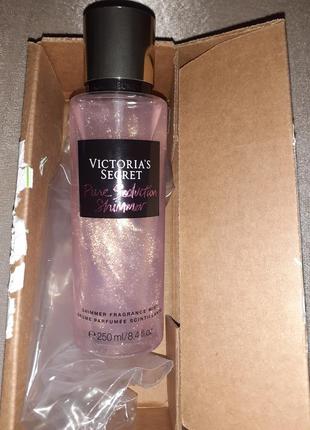 VICTORIA'S
SECRET
Pure Seduction
Shimmer
SHIMMER FRAGRANCE MIST
BRUME PARFUMÉE SCINTILLANTE
e 250 ml/8.4 fl oz